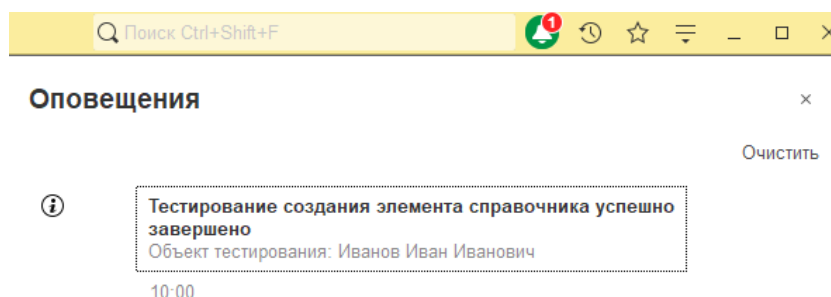 Поиск Ctrl+Shift+F
1
Оповещения
Очистить
Тестирование создания элемента справочника успешно
завершено
Объект тестирования: Иванов Иван Иванович
10:00